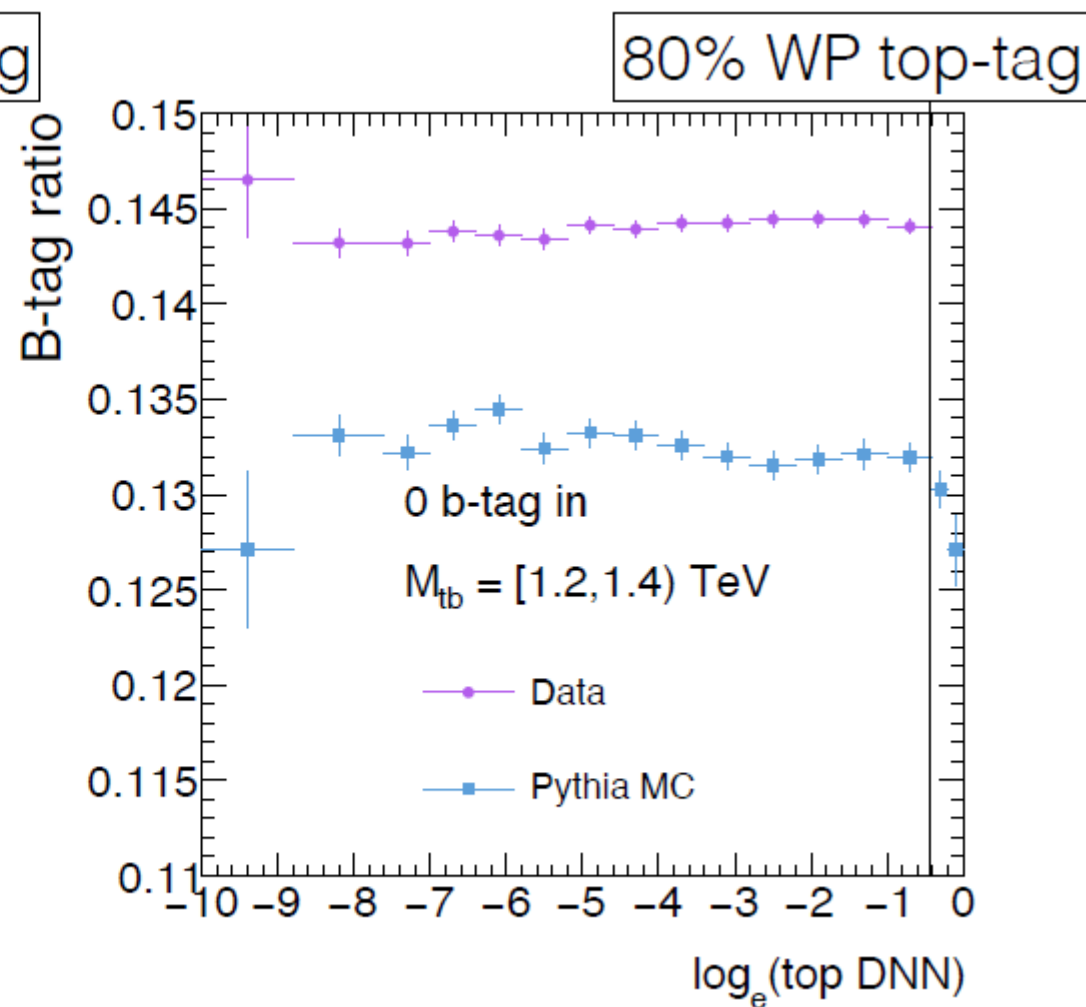 g
80% WP top-tag
B-tag ratio
0.15
0.145
0.14
0.135
0.13
0.125
0.12
0.115
0.11
0 b-tag in
M_tb = [1.2,1.4) TeV
Data
Pythia MC
−10 −9 −8 −7 −6 −5 −4 −3 −2 −1 0
log_e(top DNN)